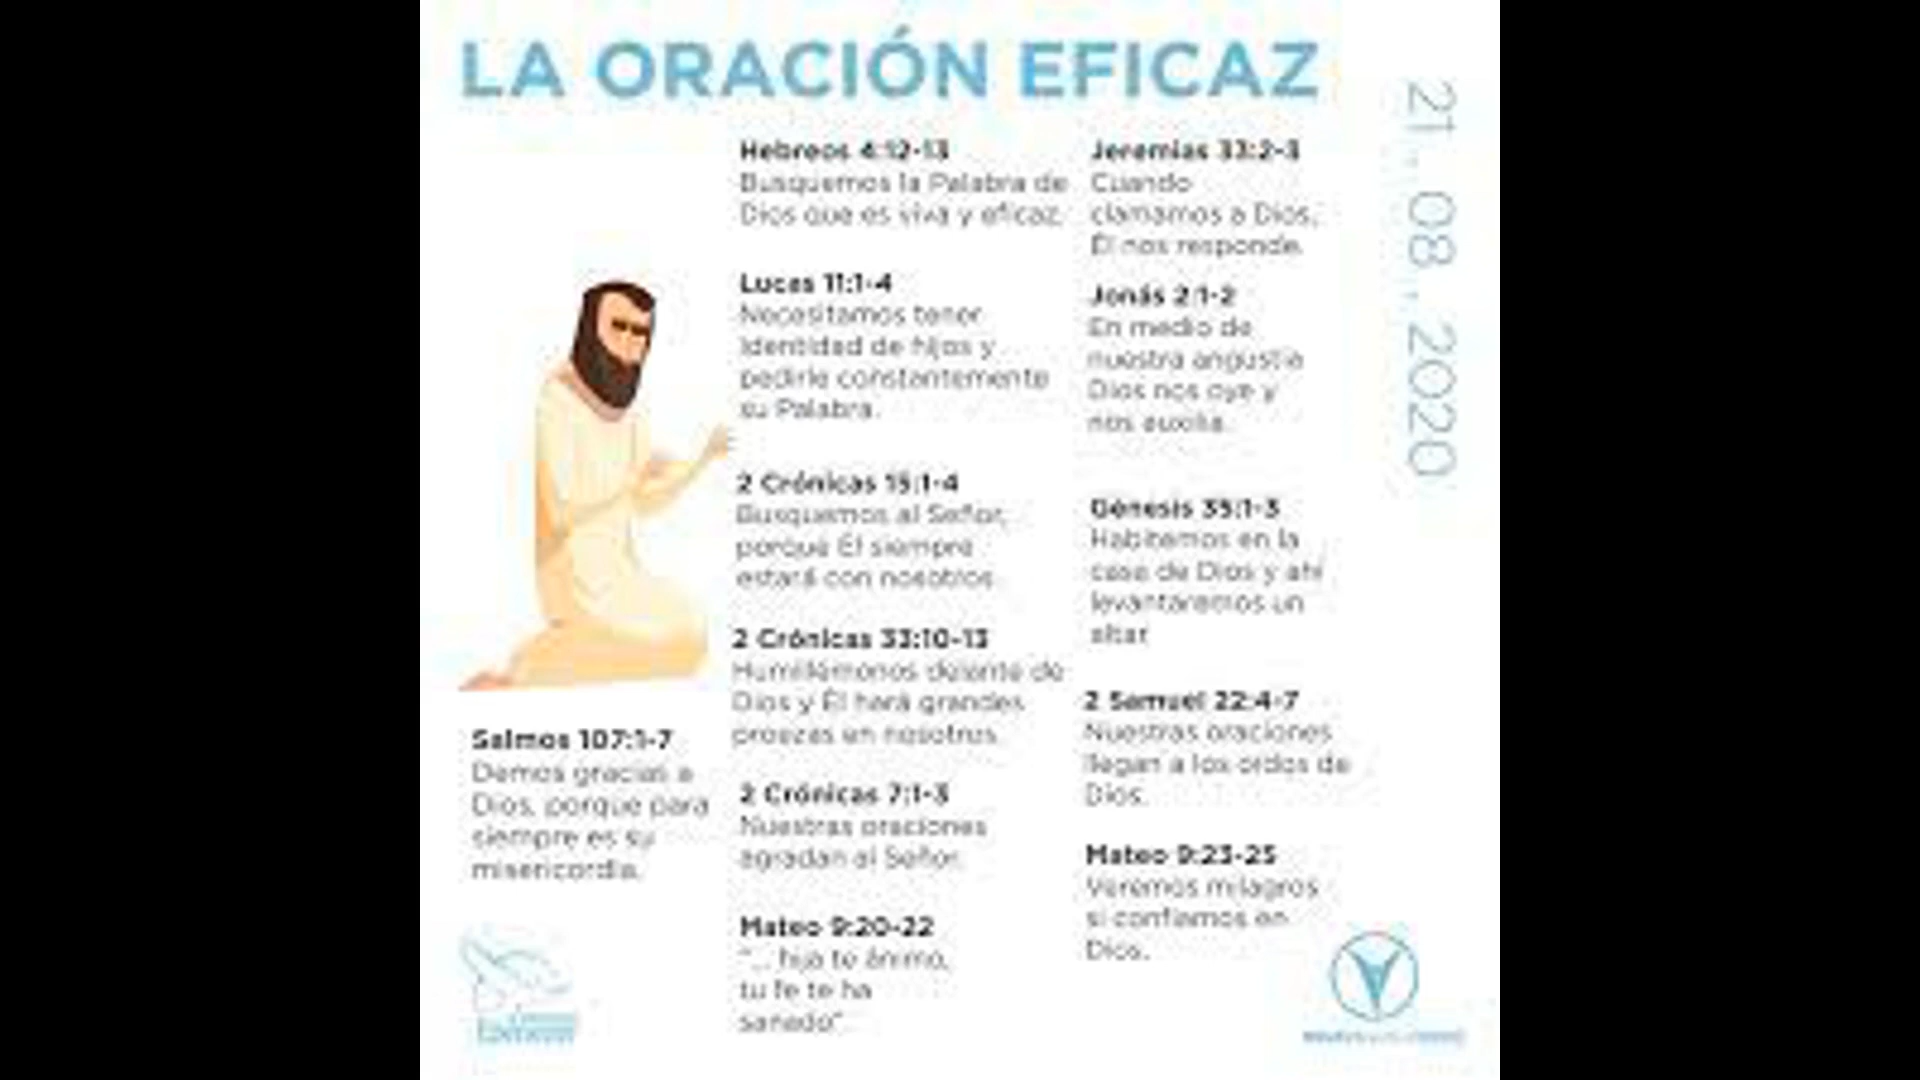 LA ORACIÓN EFICAZ
21 . 08 . 2020
Salmos 107:1-7
Demos gracias a
Dios, porque para
siempre es su
misericordia.
Hebreos 4:12-13
Busquemos la Palabra de
Dios que es viva y eficaz.
Lucas 11:1-4
Necesitamos tener
identidad de hijos y
pedirle constantemente
su Palabra.
2 Crónicas 15:1-4
Busquemos al Señor,
porque Él siempre
estará con nosotros.
2 Crónicas 33:10-13
Humillémonos delante de
Dios y Él hará grandes
proezas en nosotros.
2 Crónicas 7:1-3
Nuestras oraciones
agradan al Señor.
Mateo 9:20-22
"... hija te ánimo,
tu fe te ha
sanado"
Jeremias 33:2-3
Cuando
clamamos a Dios,
Él nos responde.
Jonás 2:1-2
En medio de
nuestra angustia
Dios nos oye y
nos auxilia.
Génesis 35:1-3
Habitemos en la
casa de Dios y ahí
levantaremos un
altar.
2 Samuel 22:4-7
Nuestras oraciones
llegan a los oídos de
Dios.
Mateo 9:23-25
Veremos milagros
si confiamos en
Dios.